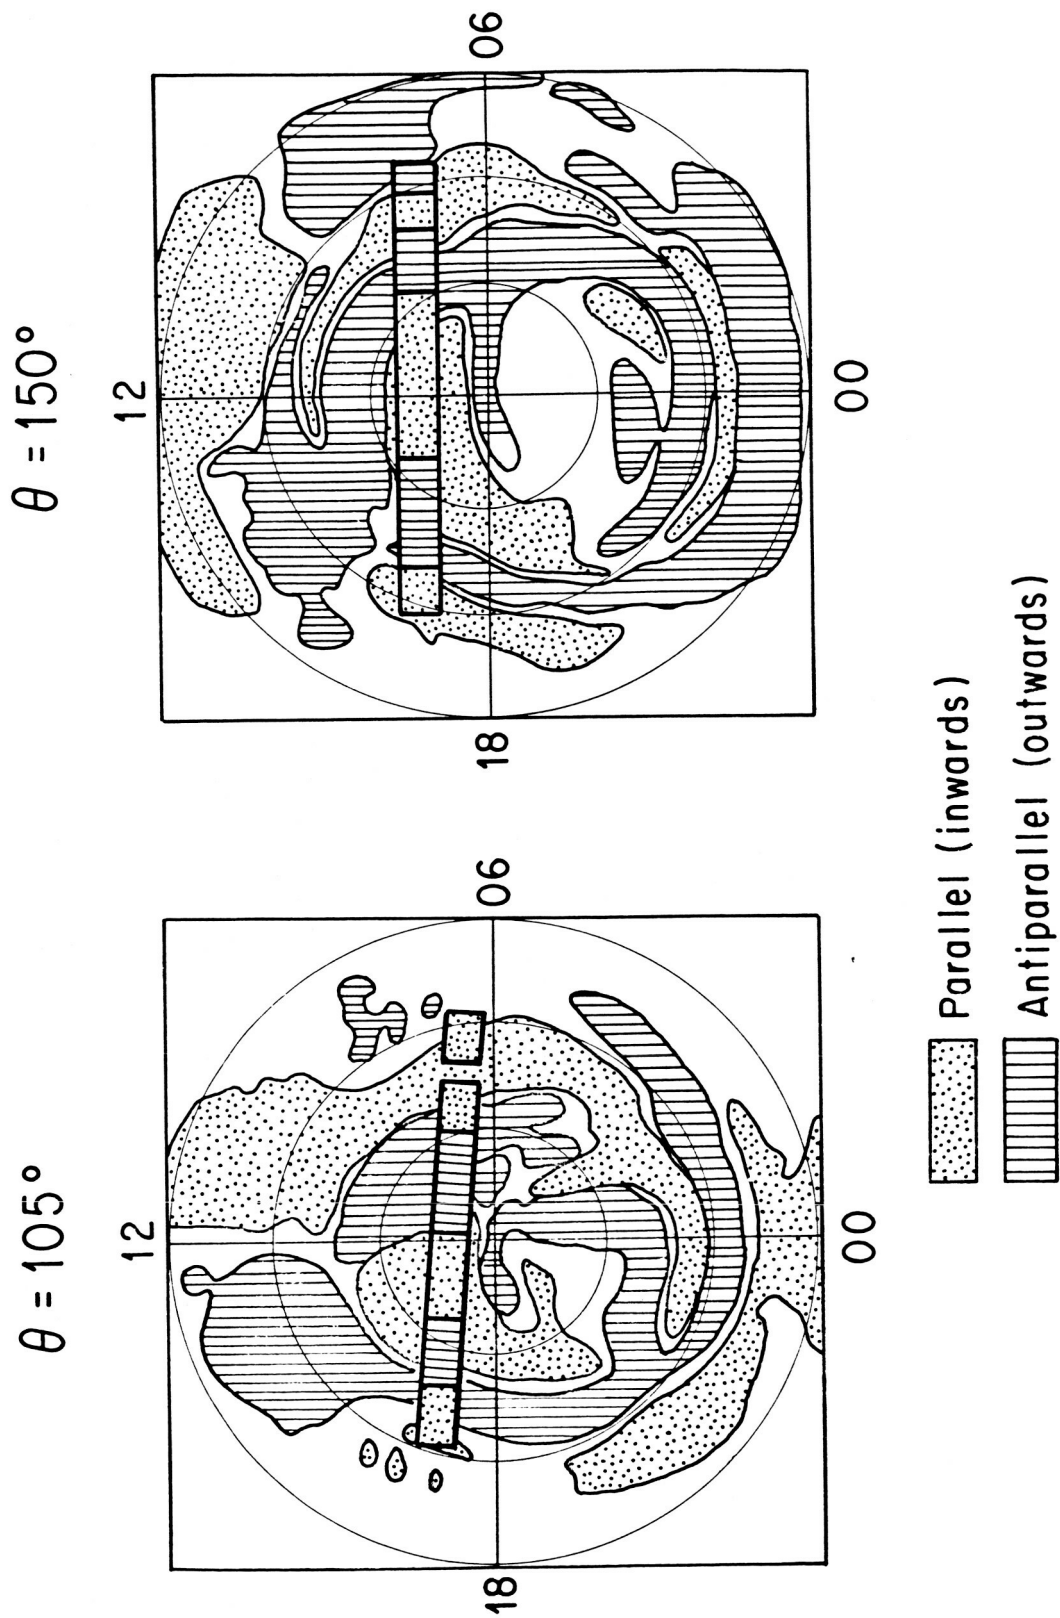 θ = 105°
12
18
06
00
θ = 150°
12
18
06
00
Parallel (inwards)
Antiparallel (outwards)